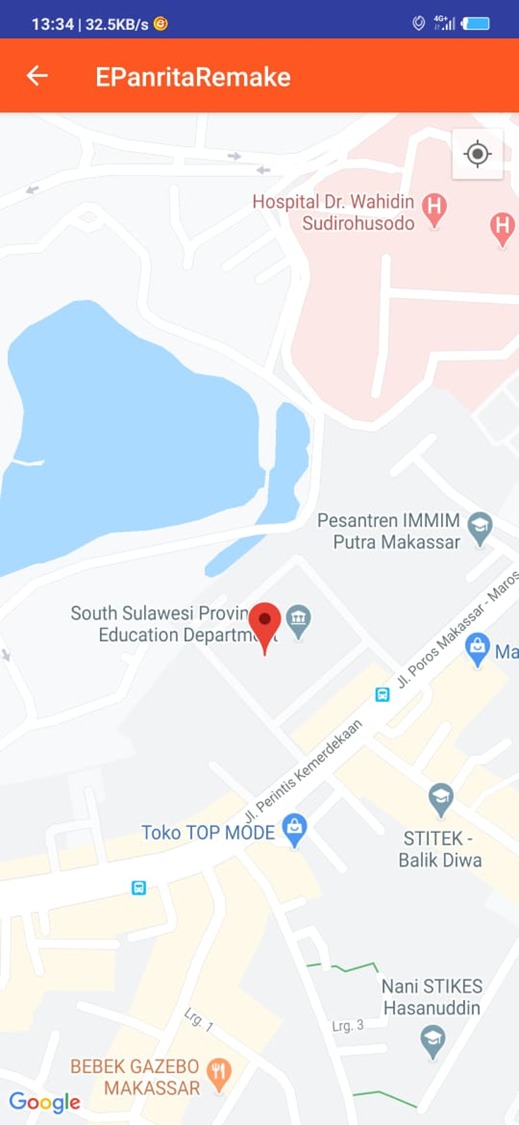 13:34 | 32.5KB/s
4G+
EPanritaRemake
Hospital Dr. Wahidin
Sudirohusodo
H
H
Pesantren IMMIM
Putra Makassar
South Sulawesi Provin
Education Departm
Jl. Poros Makassar - Maros
Ma
Jl. Perintis Kemerdekaan
Toko TOP MODE
STITEK -
Balik Diwa
Nani STIKES
Hasanuddin
Lrg. 1
Lrg. 3
BEBEK GAZEBO
MAKASSAR
Google